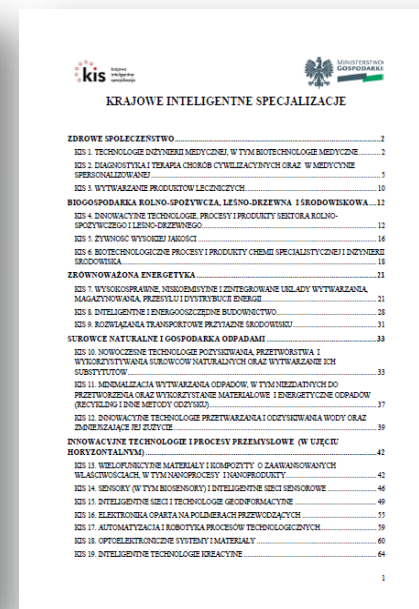 kis krajowe
inteligentne
specjalizacje
MINISTERSTWO
GOSPODARKI
KRAJOWE INTELIGENTNE SPECJALIZACJE
ZDROWE SPOŁECZEŃSTWO ........ 2
KIS 1. TECHNOLOGIE INŻYNIERII MEDYCZNEJ, W TYM BIOTECHNOLOGIE MEDYCZNE ........ 2
KIS 2. DIAGNOSTYKA I TERAPIA CHORÓB CYWILIZACYJNYCH ORAZ W MEDYCYNIE
SPERSONALIZOWANEJ ........ 5
KIS 3. WYTWARZANIE PRODUKTÓW LECZNICZYCH ........ 10
BIOGOSPODARKA ROLNO-SPOŻYWCZA, LEŚNO-DRZEWNA I ŚRODOWISKOWA .... 12
KIS 4. INNOWACYJNE TECHNOLOGIE, PROCESY I PRODUKTY SEKTORA ROLNO-
SPOŻYWCZEGO I LEŚNO-DRZEWNEGO ........ 12
KIS 5. ŻYWNOŚĆ WYSOKIEJ JAKOŚCI ........ 16
KIS 6. BIOTECHNOLOGICZNE PROCESY I PRODUKTY CHEMII SPECJALISTYCZNEJ I INŻYNIERII
ŚRODOWISKA ........ 18
ZRÓWNOWAŻONA ENERGETYKA ........ 21
KIS 7. WYSOKOSPRAWNE, NISKOEMISYJNE I ZINTEGROWANE UKŁADY WYTWARZANIA,
MAGAZYNOWANIA, PRZESYŁU I DYSTRYBUCJI ENERGII ........ 21
KIS 8. INTELIGENTNE I ENERGOOSZCZĘDNE BUDOWNICTWO ........ 28
KIS 9. ROZWIĄZANIA TRANSPORTOWE PRZYJAZNE ŚRODOWISKU ........ 31
SUROWCE NATURALNE I GOSPODARKA ODPADAMI ........ 33
KIS 10. NOWOCZESNE TECHNOLOGIE POZYSKIWANIA, PRZETWÓRSTWA I
WYKORZYSTYWANIA SUROWCÓW NATURALNYCH ORAZ WYTWARZANIE ICH
SUBSTYTUTÓW ........ 33
KIS 11. MINIMALIZACJA WYTWARZANIA ODPADÓW, W TYM NIEZDATNYCH DO
PRZETWORZENIA ORAZ WYKORZYSTANIE MATERIAŁOWE I ENERGETYCZNE ODPADÓW
(RECYKLING I INNE METODY ODZYSKU) ........ 37
KIS 12. INNOWACYJNE TECHNOLOGIE PRZETWARZANIA I ODZYSKIWANIA WODY ORAZ
ZMNIEJSZAJĄCE JEJ ZUŻYCIE ........ 39
INNOWACYJNE TECHNOLOGIE I PROCESY PRZEMYSŁOWE (W UJĘCIU
HORYZONTALNYM) ........ 42
KIS 13. WIELOFUNKCYJNE MATERIAŁY I KOMPOZYTY O ZAAWANSOWANYCH
WŁAŚCIWOŚCIACH, W TYM NANOPROCESY I NANOPRODUKTY ........ 42
KIS 14. SENSORY (W TYM BIOSENSORY) I INTELIGENTNE SIECI SENSOROWE ........ 46
KIS 15. INTELIGENTNE SIECI I TECHNOLOGIE GEOINFORMACYJNE ........ 49
KIS 16. ELEKTRONIKA OPARTA NA POLIMERACH PRZEWODZĄCYCH ........ 55
KIS 17. AUTOMATYZACJA I ROBOTYKA PROCESÓW TECHNOLOGICZNYCH ........ 59
KIS 18. OPTOELEKTRONICZNE SYSTEMY I MATERIAŁY ........ 60
KIS 19. INTELIGENTNE TECHNOLOGIE KREACYJNE ........ 64
1